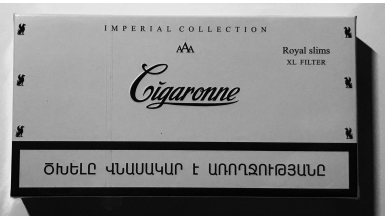 IMPERIAL COLLECTION
AAA
Royal slims
XL FILTER
Cigaronne
ԾԽԵԼԸ ՎՆԱՍԱԿԱՐ Է ԱՌՈՂՋՈՒԹՅԱՆԸ